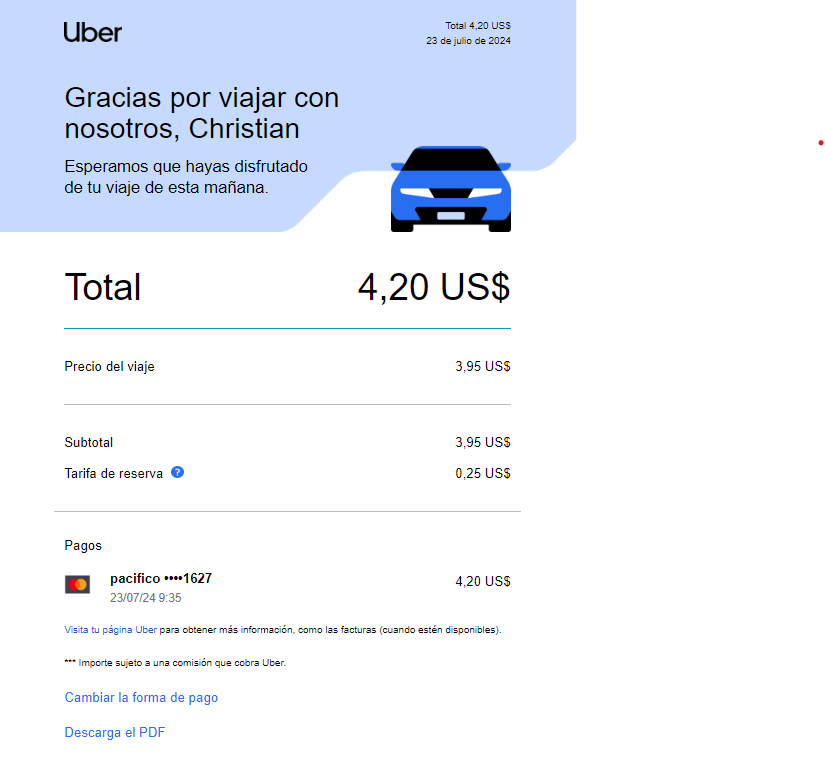 Uber
Total 4,20 US$
23 de julio de 2024
Gracias por viajar con
nosotros, Christian
Esperamos que hayas disfrutado
de tu viaje de esta mañana.
Total 4,20 US$
Precio del viaje 3,95 US$
Subtotal 3,95 US$
Tarifa de reserva ? 0,25 US$
Pagos
pacifico ••••1627 4,20 US$
23/07/24 9:35
Visita tu página Uber para obtener más información, como las facturas (cuando estén disponibles).
*** Importe sujeto a una comisión que cobra Uber.
Cambiar la forma de pago
Descarga el PDF